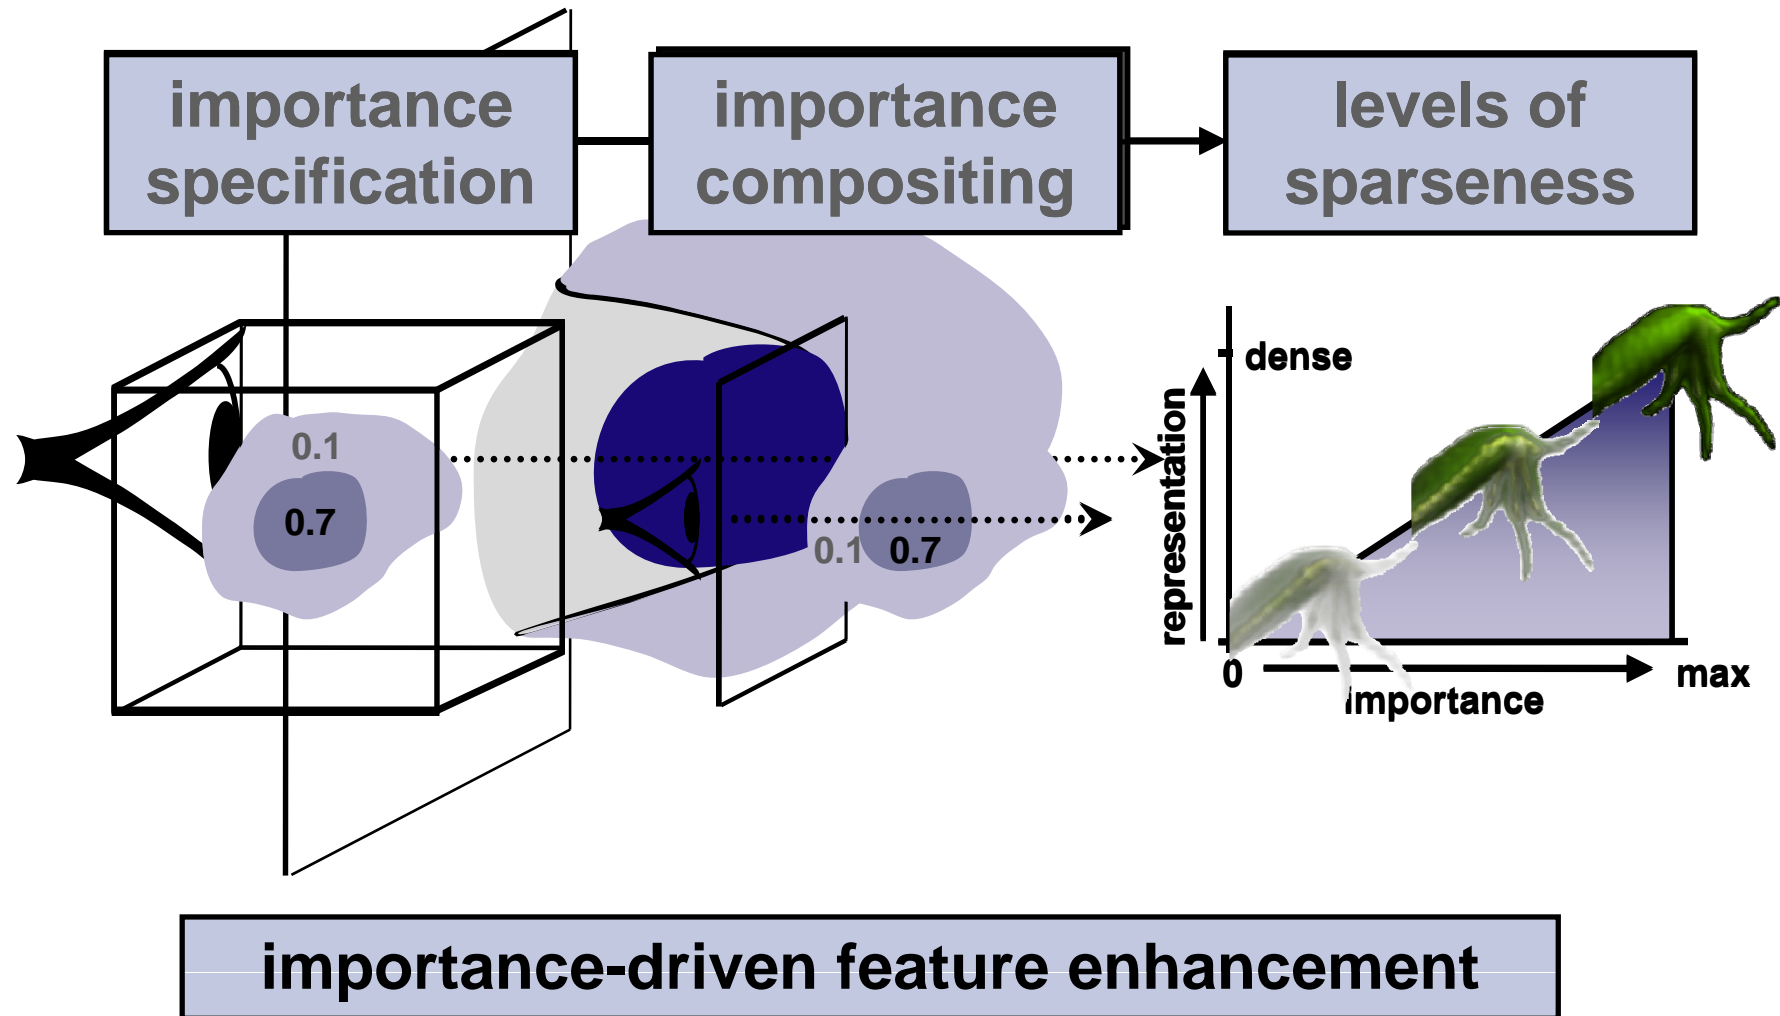 importance
specification
importance
compositing
levels of
sparseness
0.1
0.7
0.1 0.7
dense
representation
0
max
importance
importance-driven feature enhancement